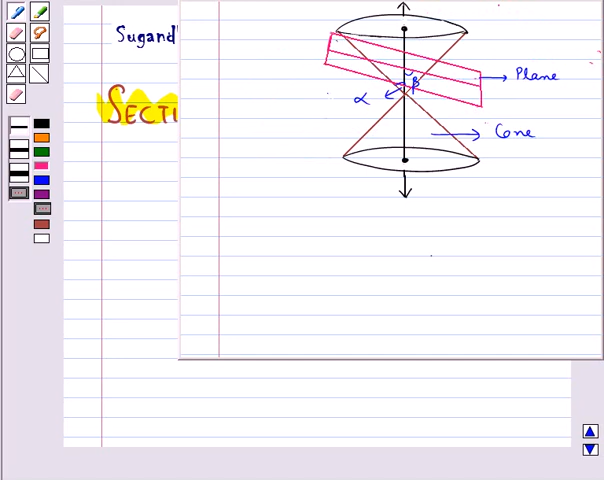 Sugand
SECTI
Plane
β
α
Cone